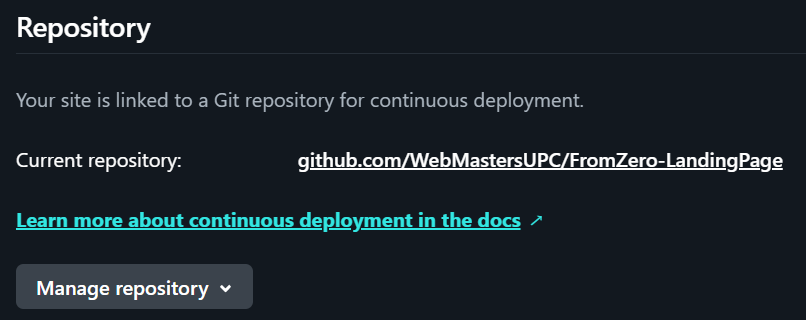 Repository
Your site is linked to a Git repository for continuous deployment.
Current repository: github.com/WebMastersUPC/FromZero-LandingPage
Learn more about continuous deployment in the docs ↗
Manage repository